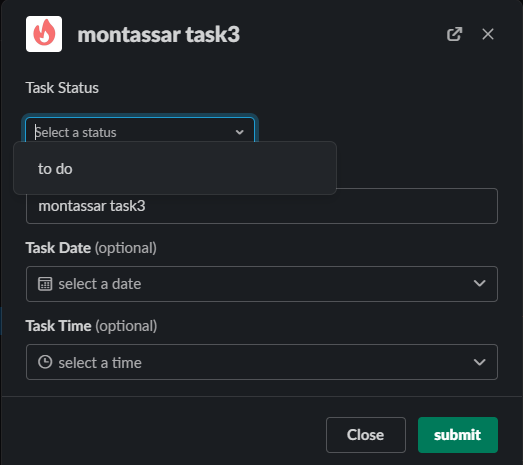 montassar task3
Task Status
Select a status
to do
montassar task3
Task Date (optional)
select a date
Task Time (optional)
select a time
Close submit